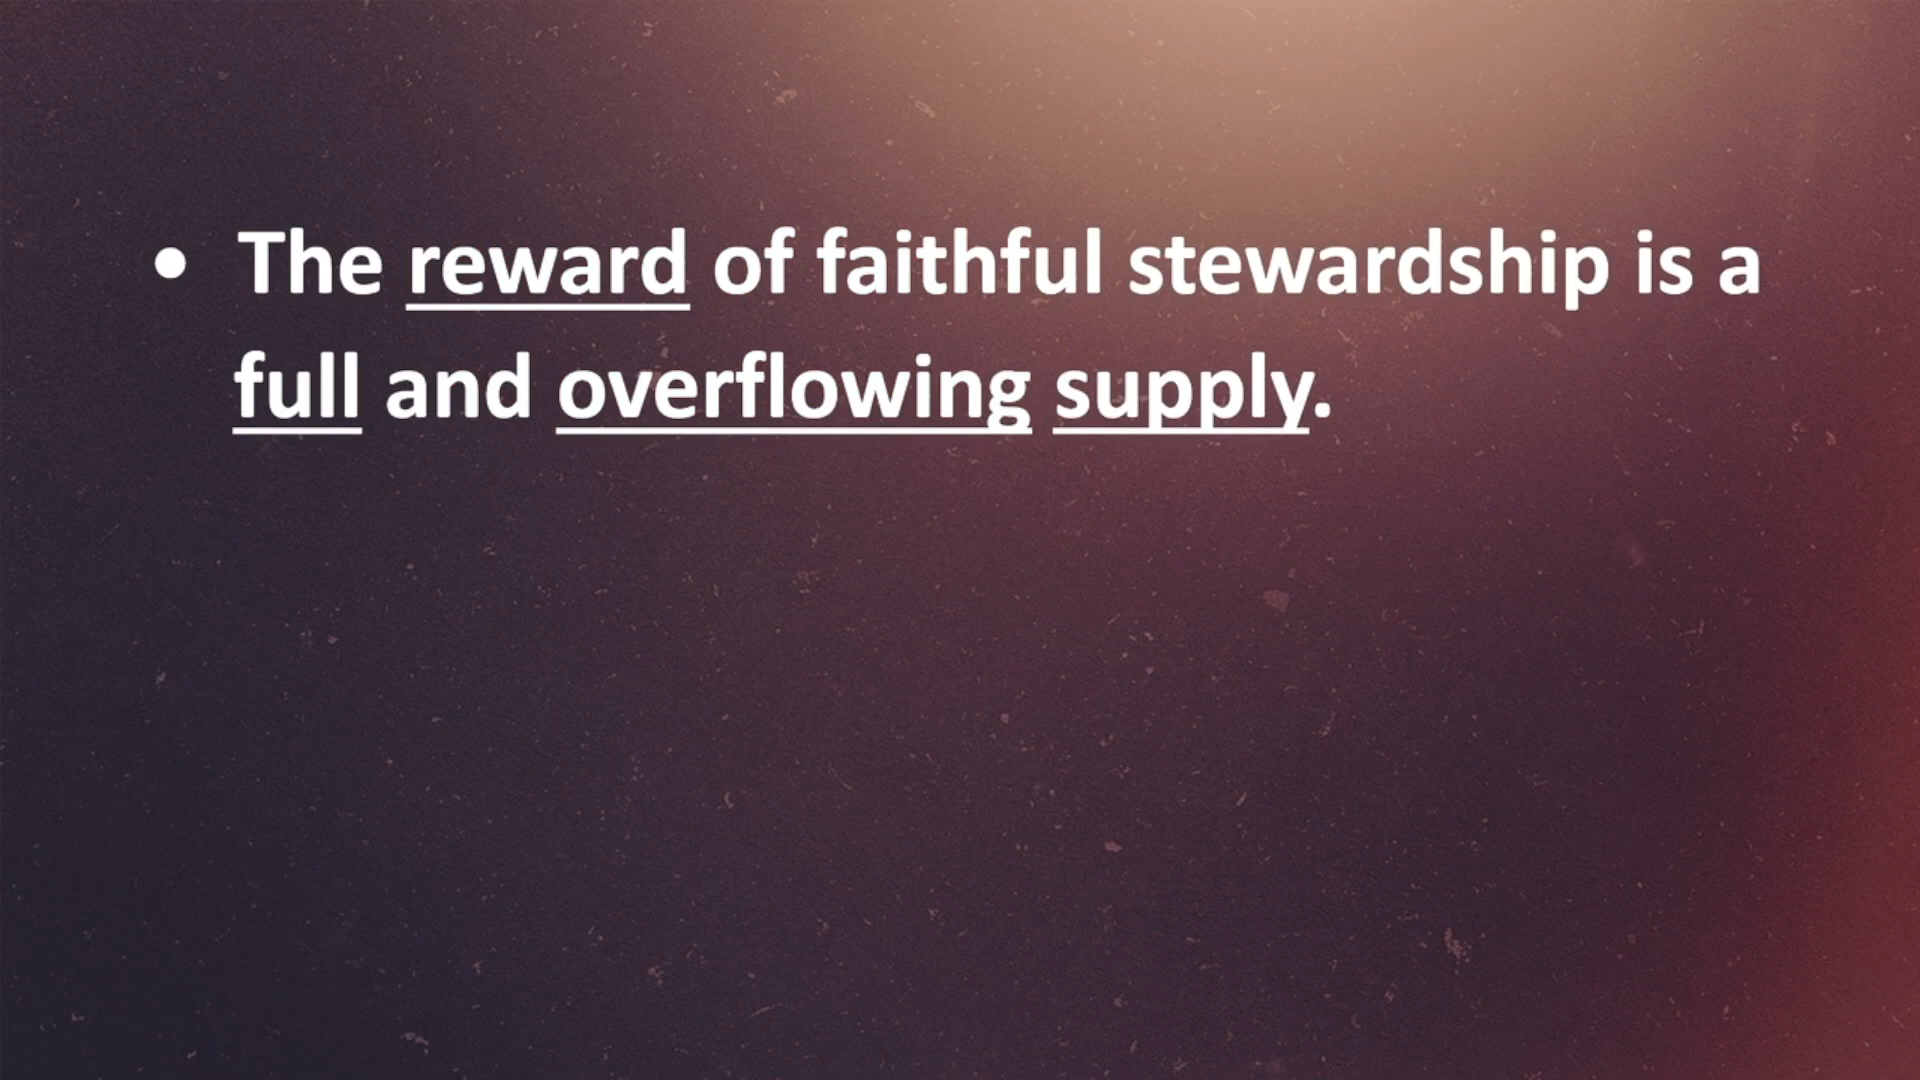 • The reward of faithful stewardship is a
full and overflowing supply.